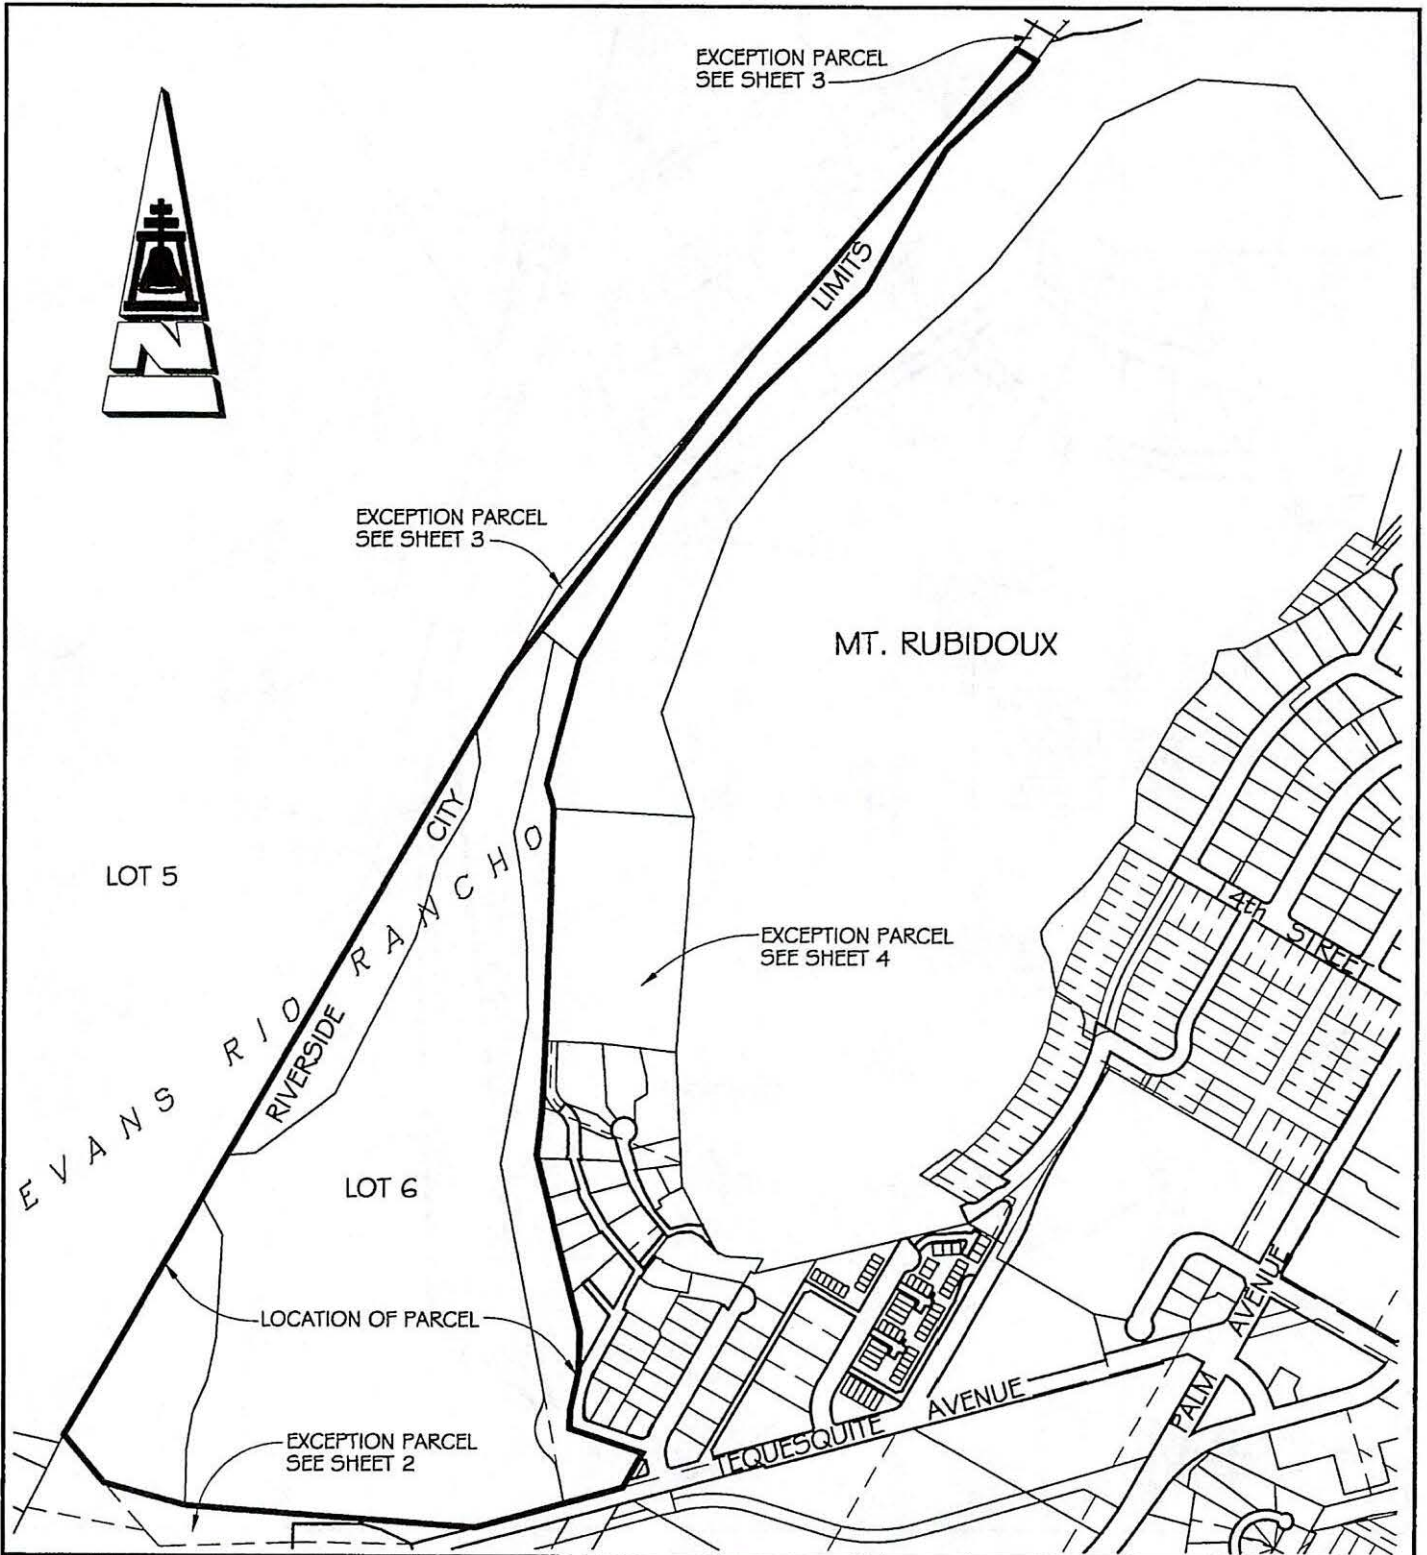 EXCEPTION PARCEL
SEE SHEET 3
N
LIMITS
EXCEPTION PARCEL
SEE SHEET 3
MT. RUBIDOUX
CITY
LOT 5
EVANS RIO RANCHO
4th STREET
EXCEPTION PARCEL
SEE SHEET 4
RIVERSIDE
LOT 6
LOCATION OF PARCEL
AVENUE
PALM
TEQUESQUITE AVENUE
EXCEPTION PARCEL
SEE SHEET 2